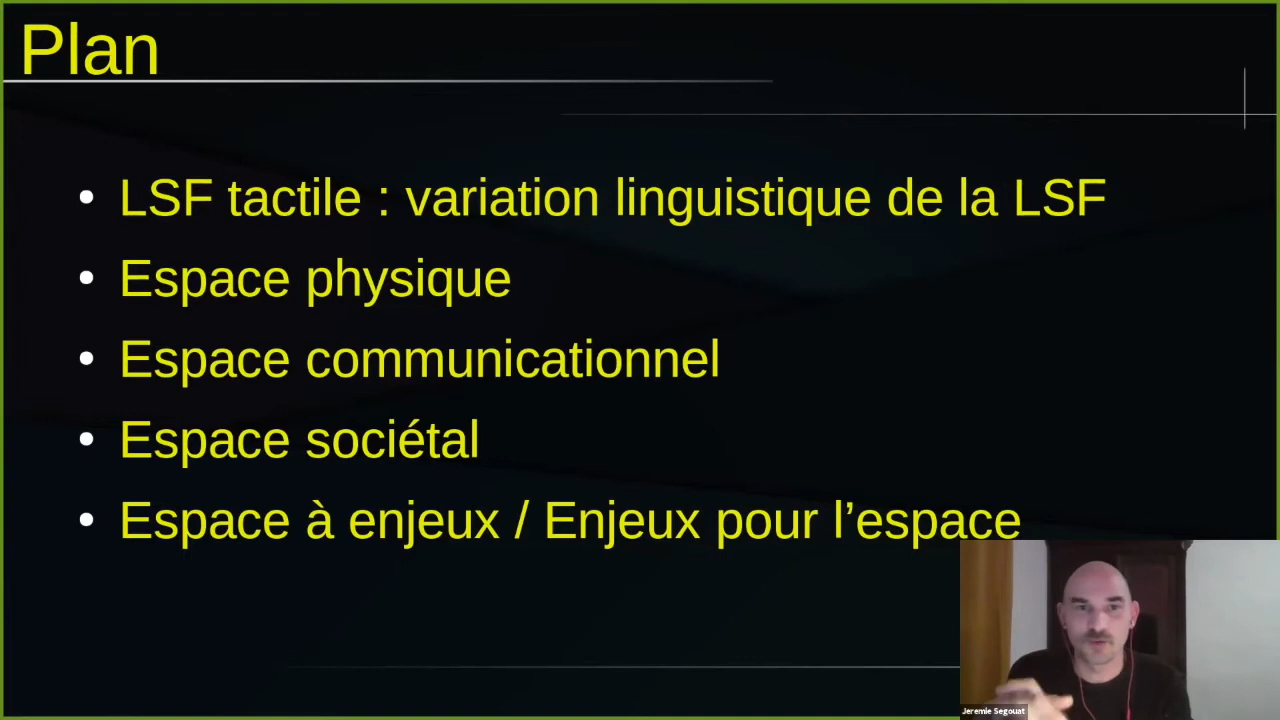 Plan
LSF tactile : variation linguistique de la LSF
Espace physique
Espace communicationnel
Espace sociétal
Espace à enjeux / Enjeux pour l’espace
Jeremie Segouat